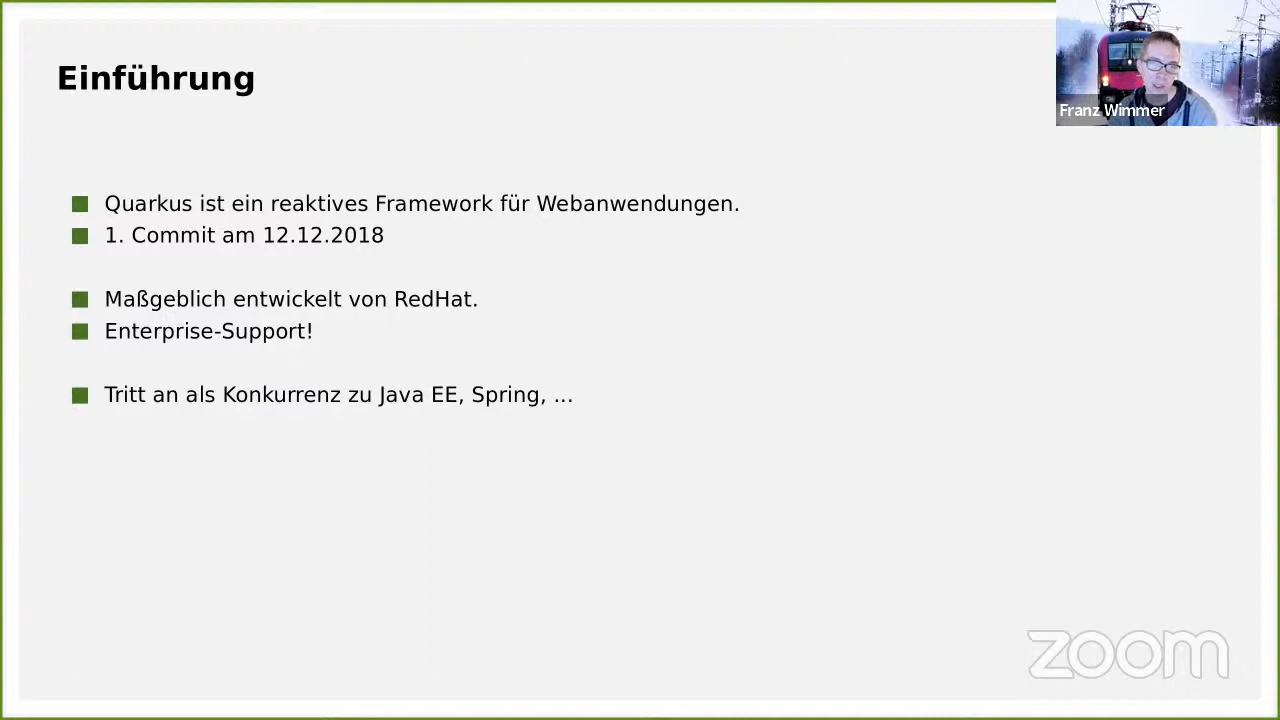 Einführung
Franz Wimmer
Quarkus ist ein reaktives Framework für Webanwendungen.
1. Commit am 12.12.2018
Maßgeblich entwickelt von RedHat.
Enterprise-Support!
Tritt an als Konkurrenz zu Java EE, Spring, ...
zoom